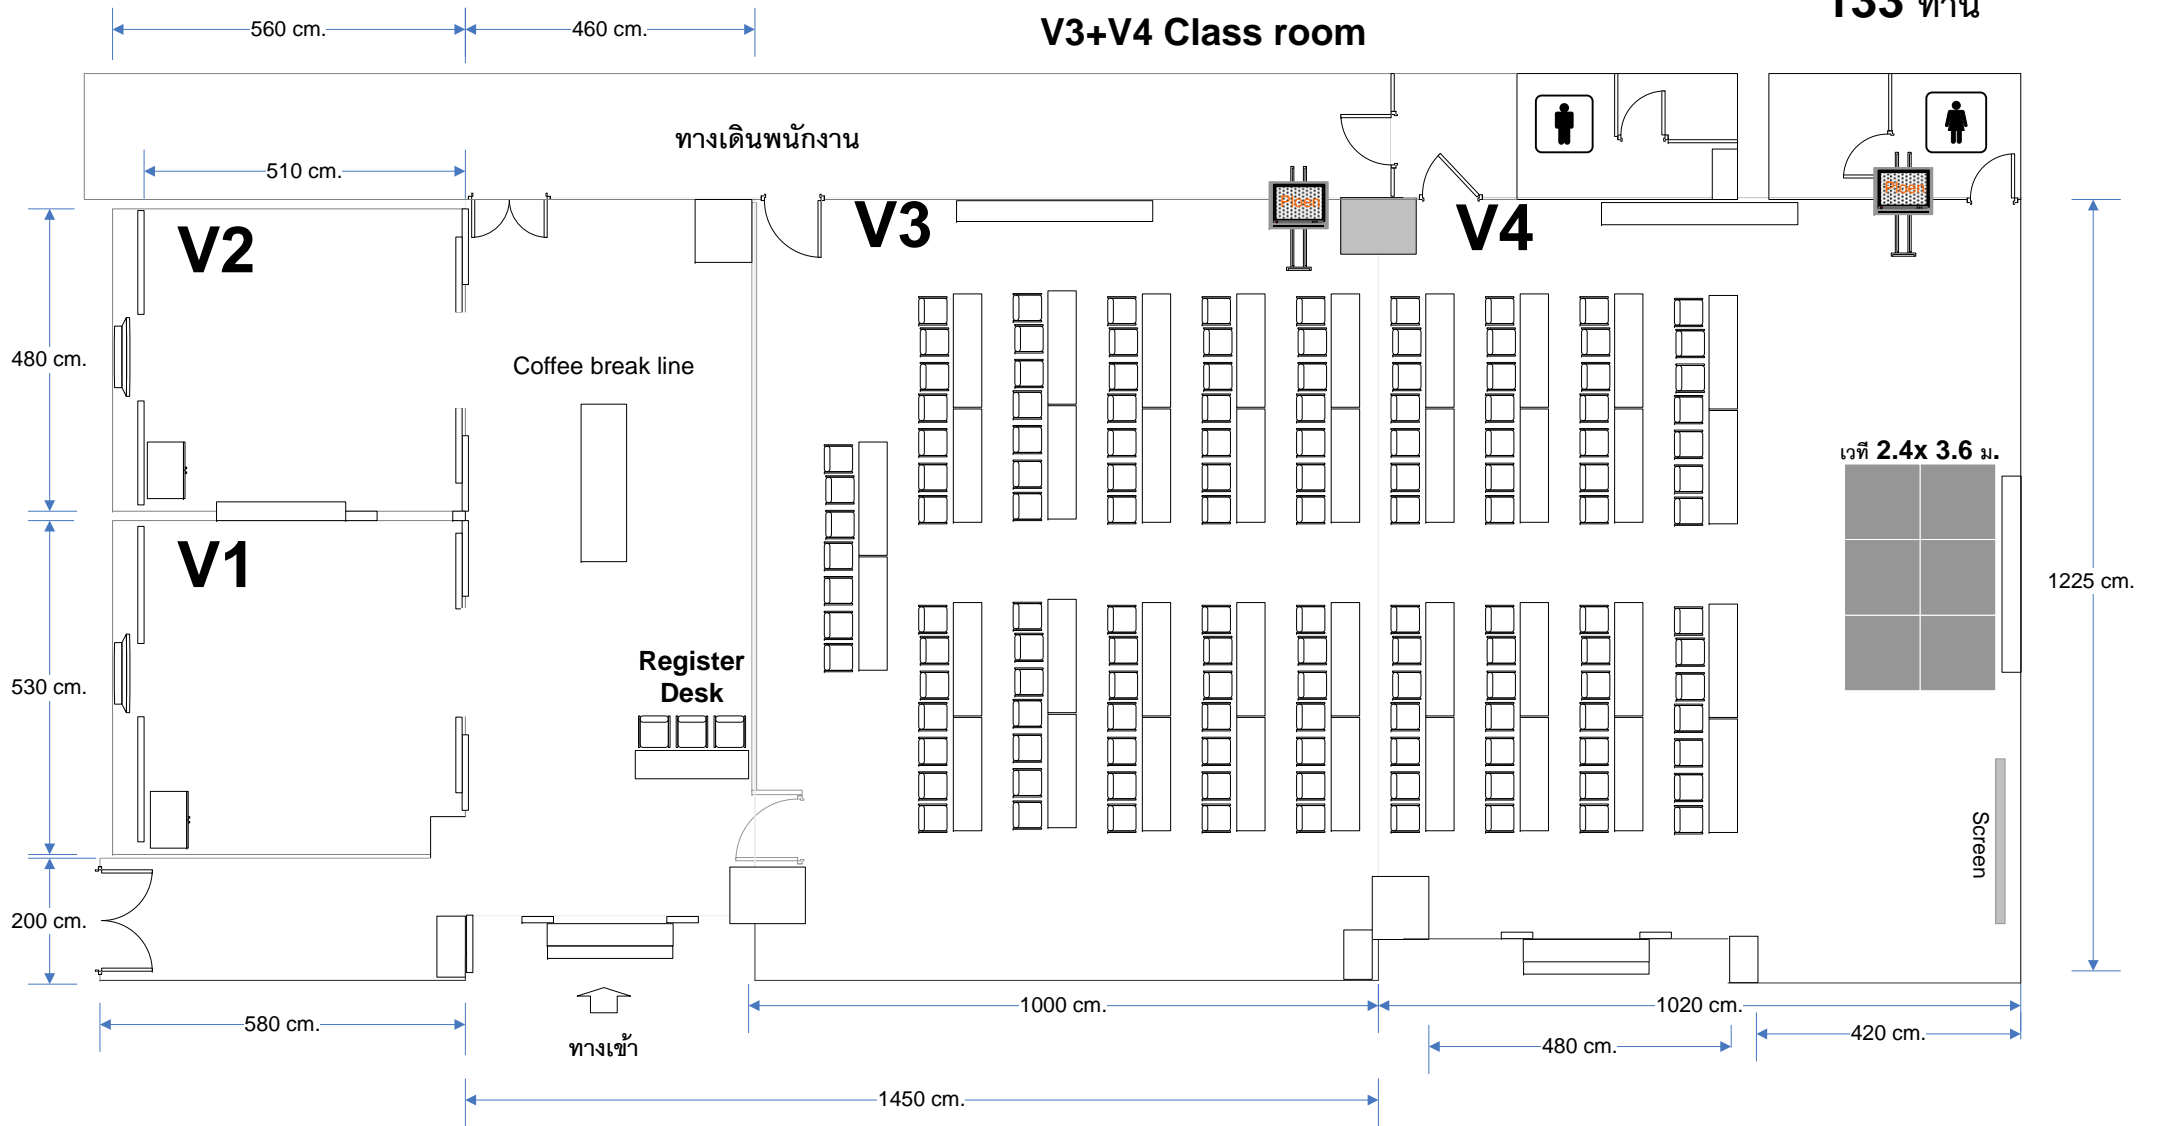 133 ท่าน
560 cm.
460 cm.
V3+V4 Class room
ทางเดินพนักงาน
510 cm.
V2
V3
V4
480 cm.
Coffee break line
เวที 2.4x 3.6 ม.
V1
1225 cm.
Register
Desk
530 cm.
Screen
200 cm.
1000 cm.
1020 cm.
580 cm.
ทางเข้า
480 cm.
420 cm.
1450 cm.